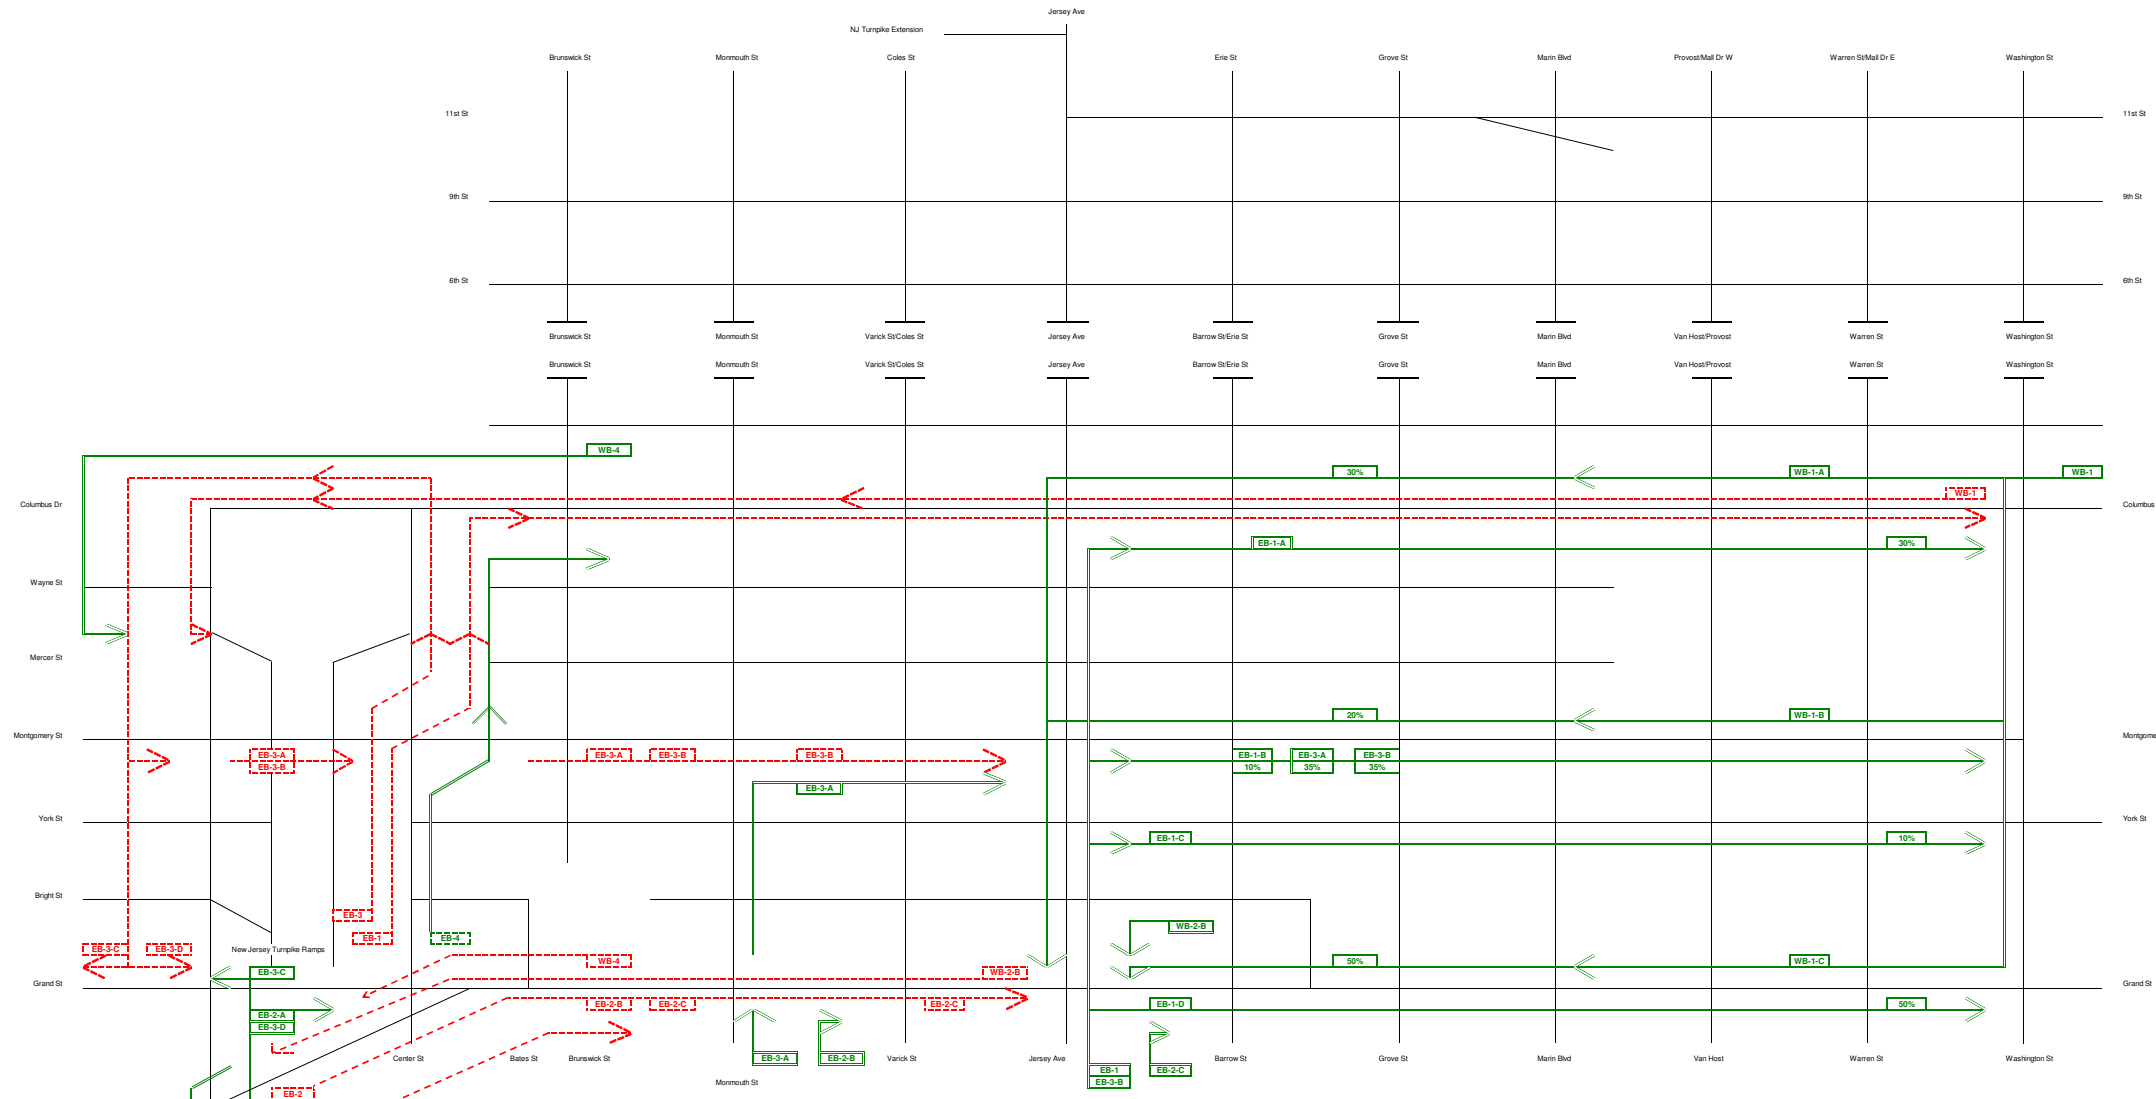 Jersey Ave
NJ Turnpike Extension
Brunswick St Monmouth St Coles St Erie St Grove St Marin Blvd Provost/Mall Dr W Warren St/Mall Dr E Washington St
11st St 11st St
9th St 9th St
6th St 6th St
Brunswick St Monmouth St Varick St/Coles St Jersey Ave Barrow St/Erie St Grove St Marin Blvd Van Host/Provost Warren St Washington St
Brunswick St Monmouth St Varick St/Coles St Jersey Ave Barrow St/Erie St Grove St Marin Blvd Van Host/Provost Warren St Washington St
WB-4
30% WB-1-A WB-1
WB-1
Columbus Dr Columbus
EB-1-A 30%
Wayne St
Mercer St
20% WB-1-B
Montgomery St Montgome
EB-3-A EB-3-A EB-3-B EB-3-B EB-1-B EB-3-A EB-3-B
EB-3-B 10% 35% 35%
EB-3-A
York St York St
EB-1-C 10%
Bright St
EB-3
WB-2-B
EB-1 EB-4
EB-3-C EB-3-D New Jersey Turnpike Ramps
WB-4 50% WB-1-C
EB-3-C WB-2-B
Grand St Grand St
EB-2-B EB-2-C EB-2-C EB-1-D 50%
EB-2-A
EB-3-D
Center St Bates St Brunswick St EB-3-A EB-2-B Varick St Jersey Ave Barrow St Grove St Marin Blvd Van Host Warren St Washington St
EB-1 EB-2-C
Monmouth St EB-3-B
EB-2